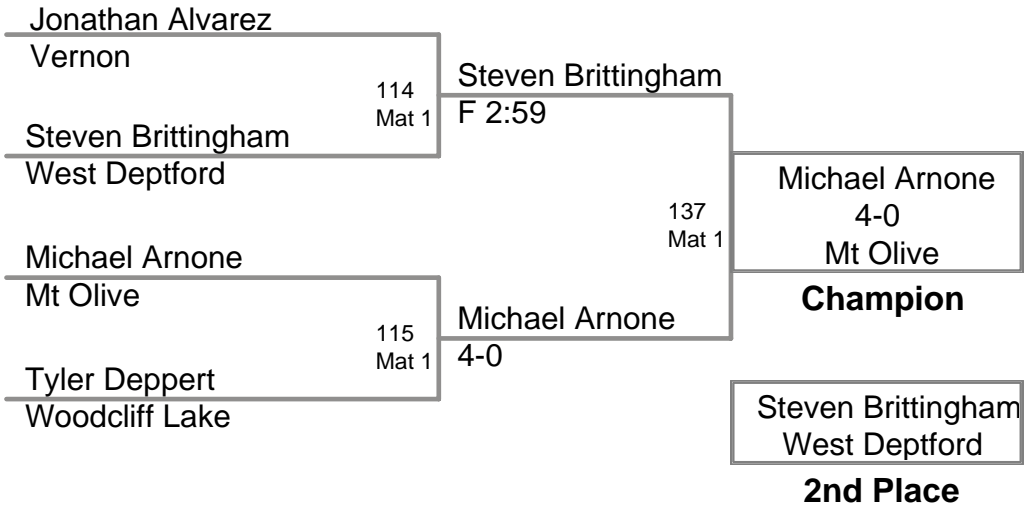 Jonathan Alvarez
Vernon
114
Mat 1
Steven Brittingham
West Deptford
Steven Brittingham
F 2:59
Michael Arnone
Mt Olive
115
Mat 1
Tyler Deppert
Woodcliff Lake
Michael Arnone
4-0
137
Mat 1
Michael Arnone
4-0
Mt Olive
Champion
Steven Brittingham
West Deptford
2nd Place